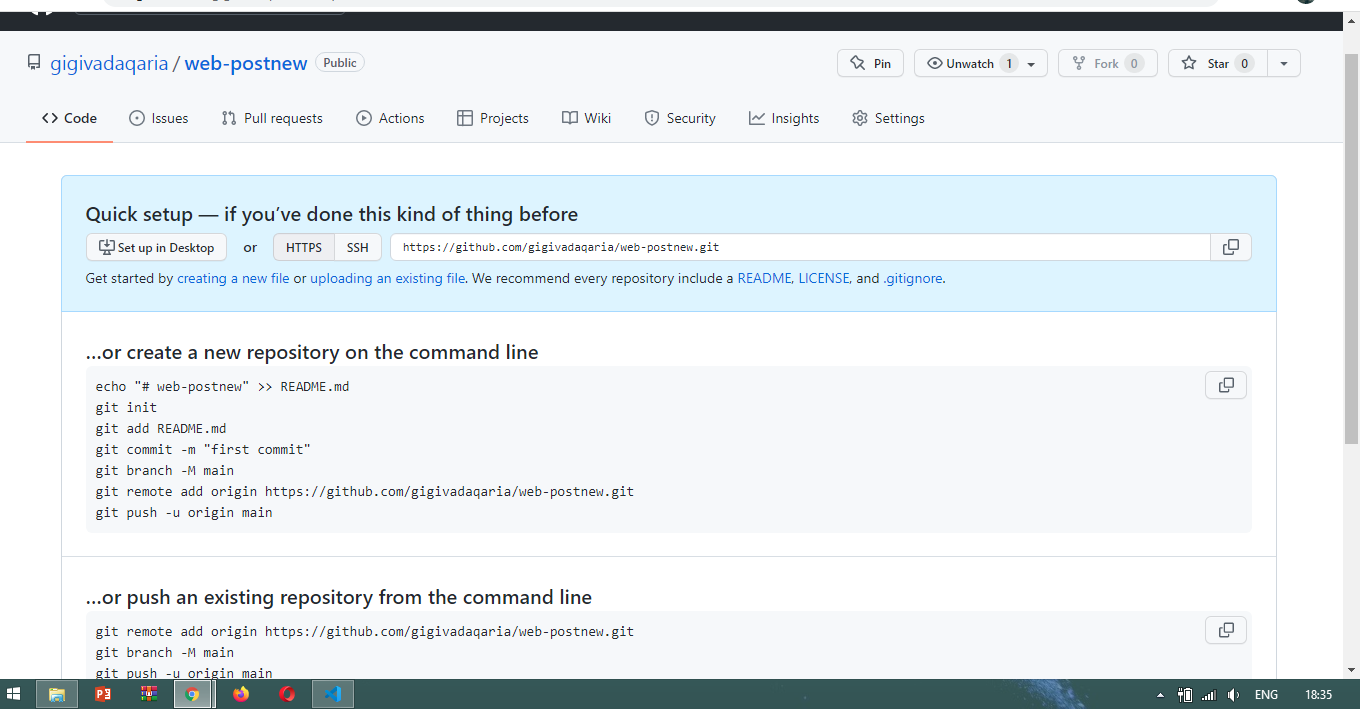 gigivadaqaria / web-postnew Public
Pin Unwatch 1 Fork 0 Star 0
Code Issues Pull requests Actions Projects Wiki Security Insights Settings
Quick setup — if you’ve done this kind of thing before
Set up in Desktop or HTTPS SSH https://github.com/gigivadaqaria/web-postnew.git
Get started by creating a new file or uploading an existing file. We recommend every repository include a README, LICENSE, and .gitignore.
…or create a new repository on the command line
echo "# web-postnew" >> README.md
git init
git add README.md
git commit -m "first commit"
git branch -M main
git remote add origin https://github.com/gigivadaqaria/web-postnew.git
git push -u origin main
…or push an existing repository from the command line
git remote add origin https://github.com/gigivadaqaria/web-postnew.git
git branch -M main
git push -u origin main
ENG 18:35